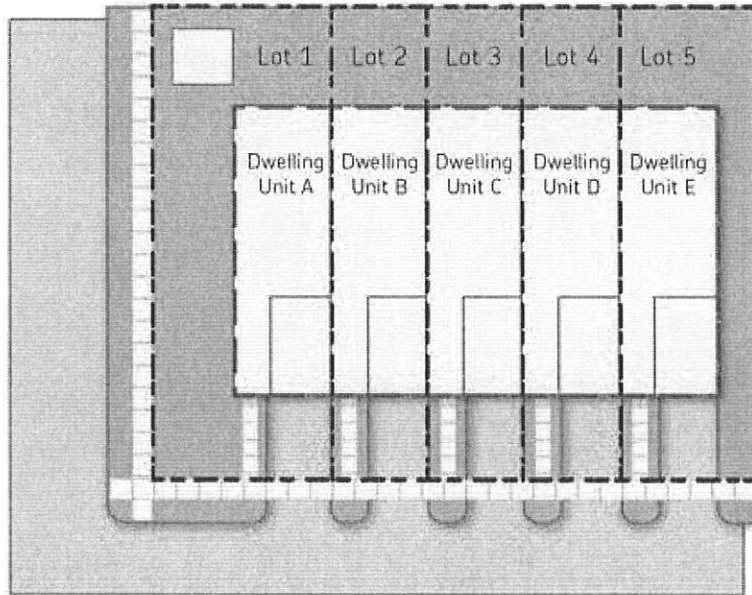 Lot 1
Lot 2
Lot 3
Lot 4
Lot 5
Dwelling
Unit A
Dwelling
Unit B
Dwelling
Unit C
Dwelling
Unit D
Dwelling
Unit E